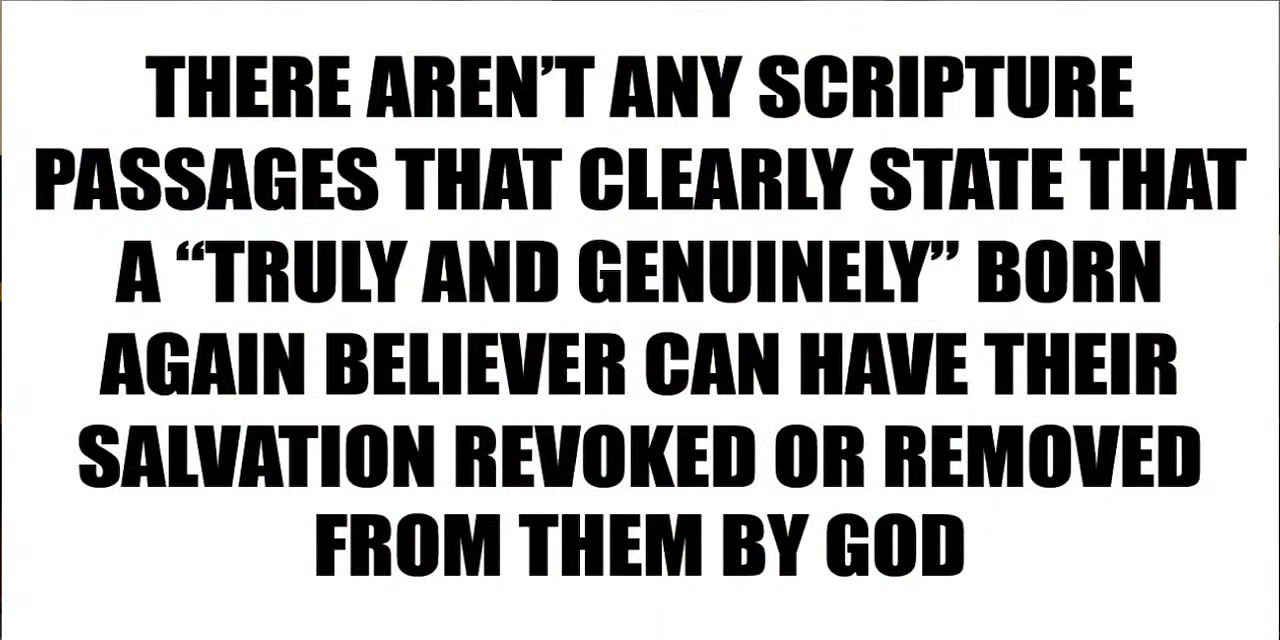 THERE AREN’T ANY SCRIPTURE
PASSAGES THAT CLEARLY STATE THAT
A “TRULY AND GENUINELY” BORN
AGAIN BELIEVER CAN HAVE THEIR
SALVATION REVOKED OR REMOVED
FROM THEM BY GOD